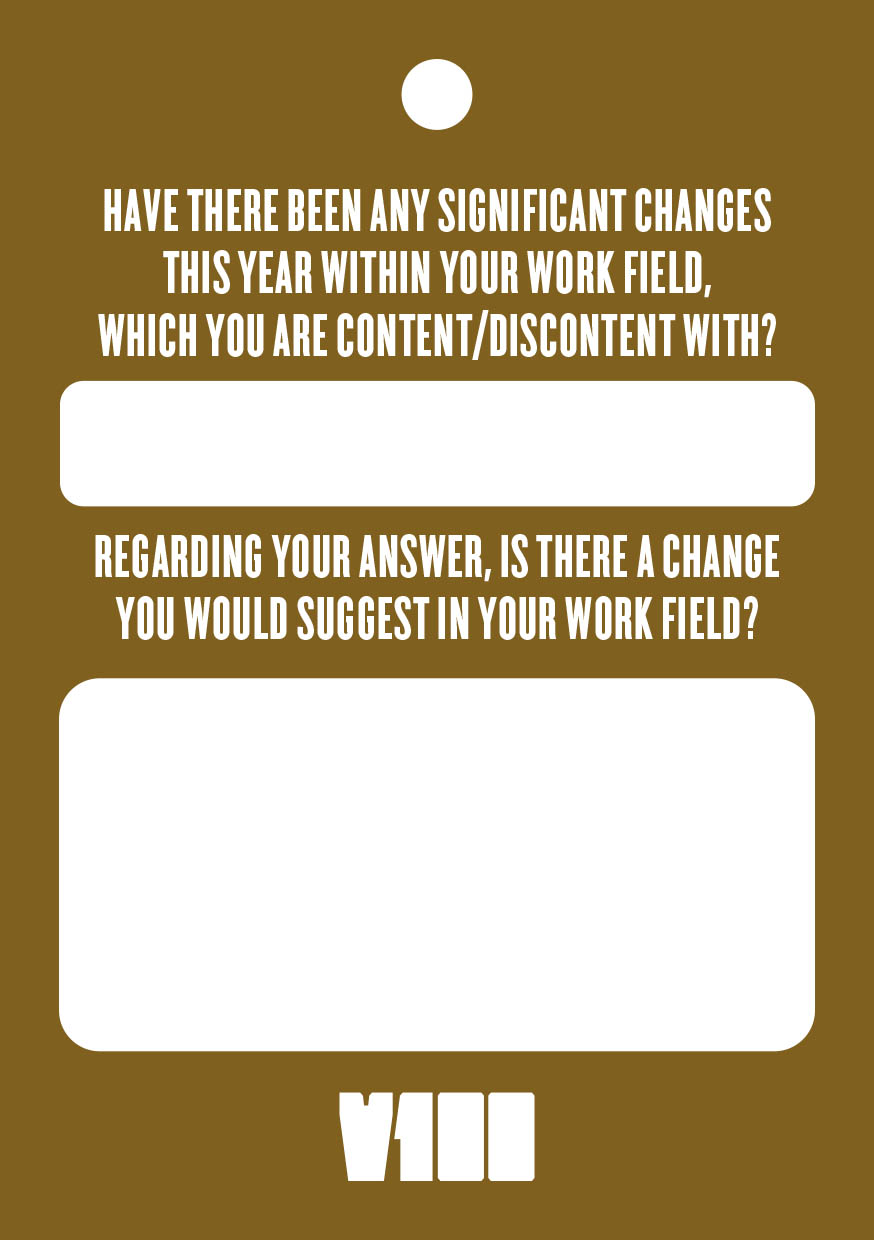 HAVE THERE BEEN ANY SIGNIFICANT CHANGES
THIS YEAR WITHIN YOUR WORK FIELD,
WHICH YOU ARE CONTENT/DISCONTENT WITH?
REGARDING YOUR ANSWER, IS THERE A CHANGE
YOU WOULD SUGGEST IN YOUR WORK FIELD?
V100